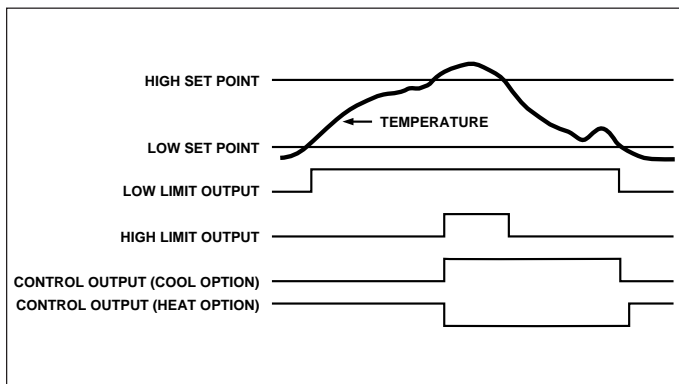 HIGH SET POINT
TEMPERATURE
LOW SET POINT
LOW LIMIT OUTPUT
HIGH LIMIT OUTPUT
CONTROL OUTPUT (COOL OPTION)
CONTROL OUTPUT (HEAT OPTION)